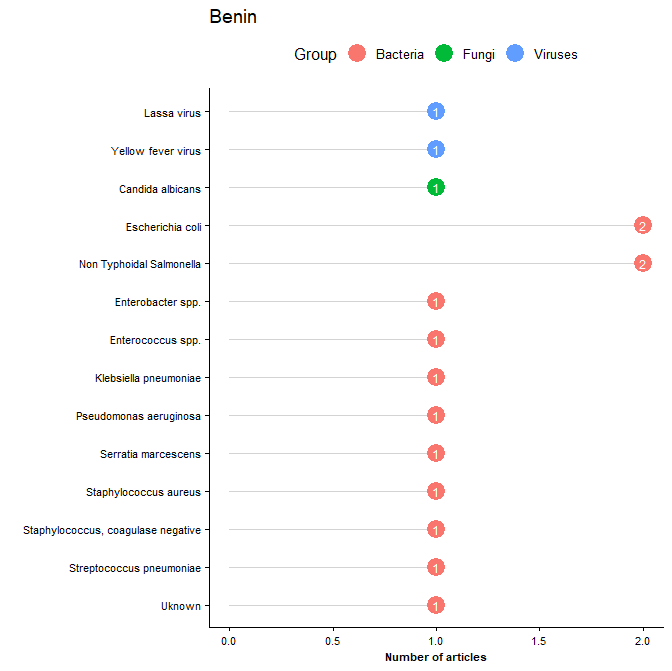 Benin
Group Bacteria Fungi Viruses
Lassa virus 1
Yellow fever virus 1
Candida albicans 1
Escherichia coli 2
Non Typhoidal Salmonella 2
Enterobacter spp. 1
Enterococcus spp. 1
Klebsiella pneumoniae 1
Pseudomonas aeruginosa 1
Serratia marcescens 1
Staphylococcus aureus 1
Staphylococcus, coagulase negative 1
Streptococcus pneumoniae 1
Uknown 1
0.0 0.5 1.0 1.5 2.0
Number of articles